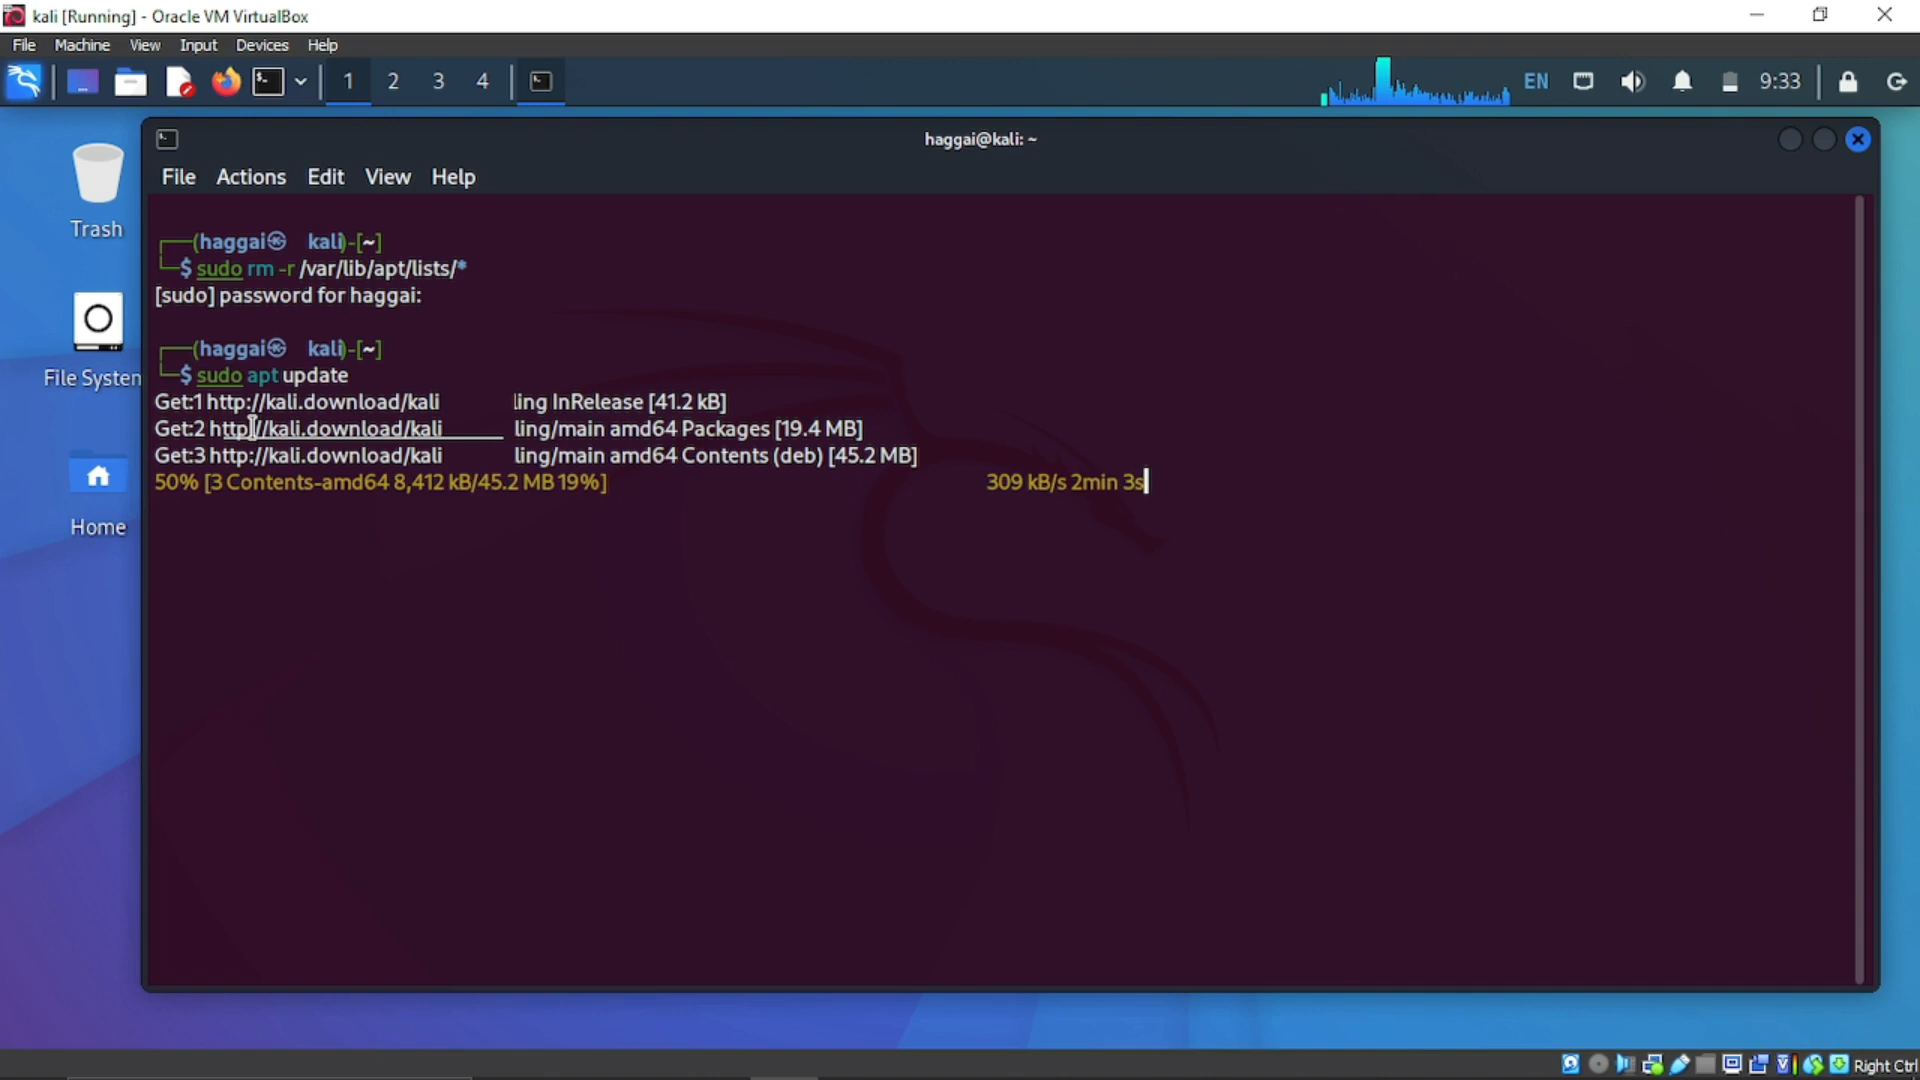 kali [Running] - Oracle VM VirtualBox
File Machine View Input Devices Help
1 2 3 4 EN 9:33
haggai@kali: ~
File Actions Edit View Help
Trash
File System
Home
┌──(haggai㉿ kali)-[~]
└─$ sudo rm -r /var/lib/apt/lists/*
[sudo] password for haggai:
┌──(haggai㉿ kali)-[~]
└─$ sudo apt update
Get:1 http://kali.download/kali ling InRelease [41.2 kB]
Get:2 http://kali.download/kali ling/main amd64 Packages [19.4 MB]
Get:3 http://kali.download/kali ling/main amd64 Contents (deb) [45.2 MB]
50% [3 Contents-amd64 8,412 kB/45.2 MB 19%] 309 kB/s 2min 3s
Right Ctrl